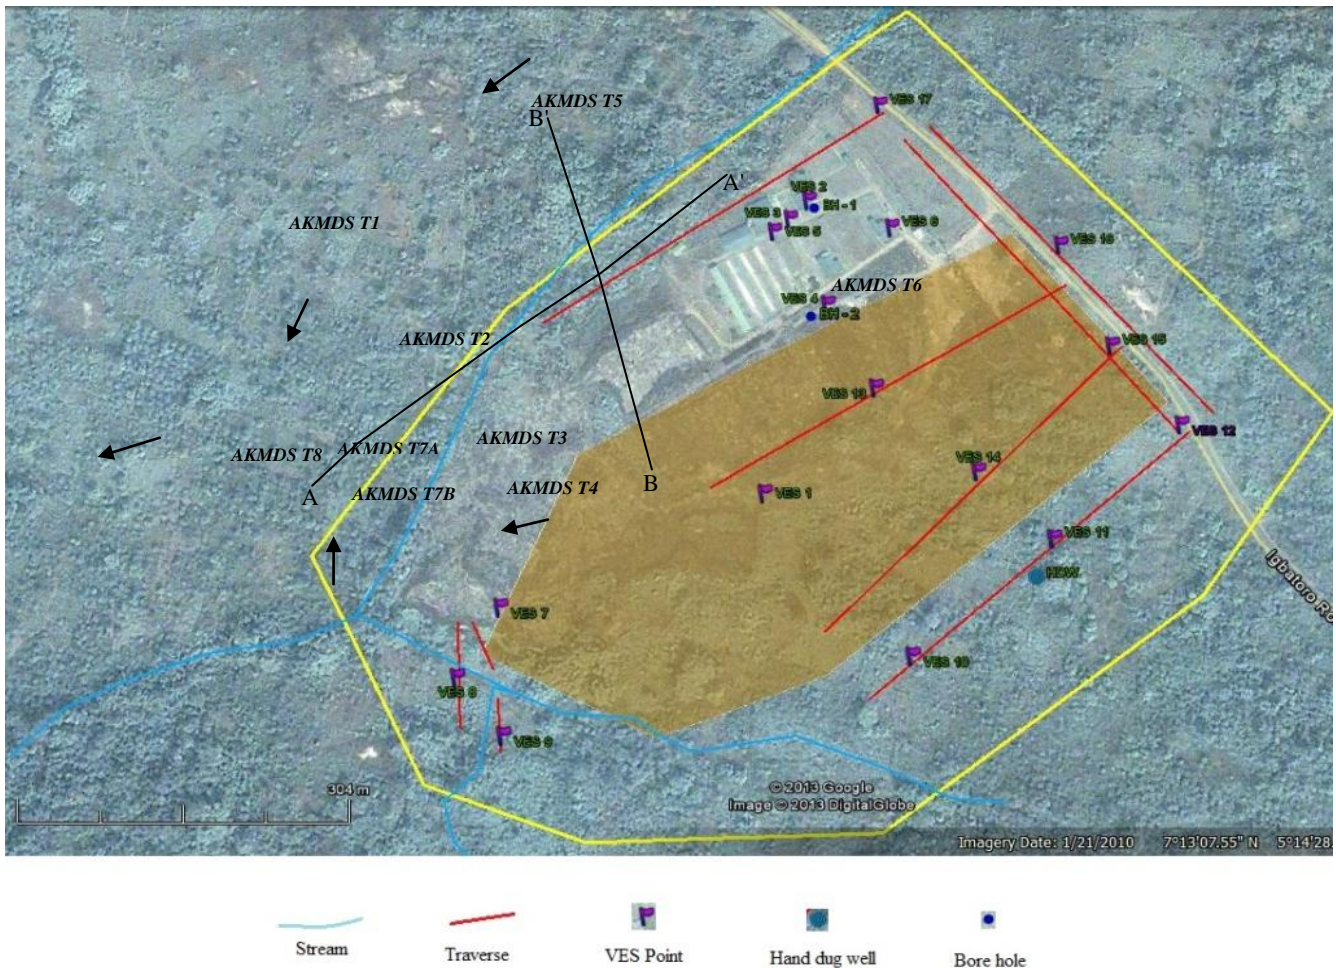 VES 17
AKMDS T5
B'
A'
VES 2
BH - 1
VES 3
VES 5
VES 6
AKMDS T1
VES 16
AKMDS T6
VES 4
BH - 2
AKMDS T2
VES 15
VES 13
VES 12
AKMDS T3
AKMDS T7A
AKMDS T8
VES 14
B
AKMDS T4
VES 1
AKMDS T7B
A
VES 11
Igbatoro
HDW
VES 7
VES 10
VES 8
VES 9
304 m
© 2013 Google
Image © 2013 DigitalGlobe
Imagery Date: 1/21/2010 7°13'07.55" N 5°14'28.
Stream
Traverse
VES Point
Hand dug well
Bore hole